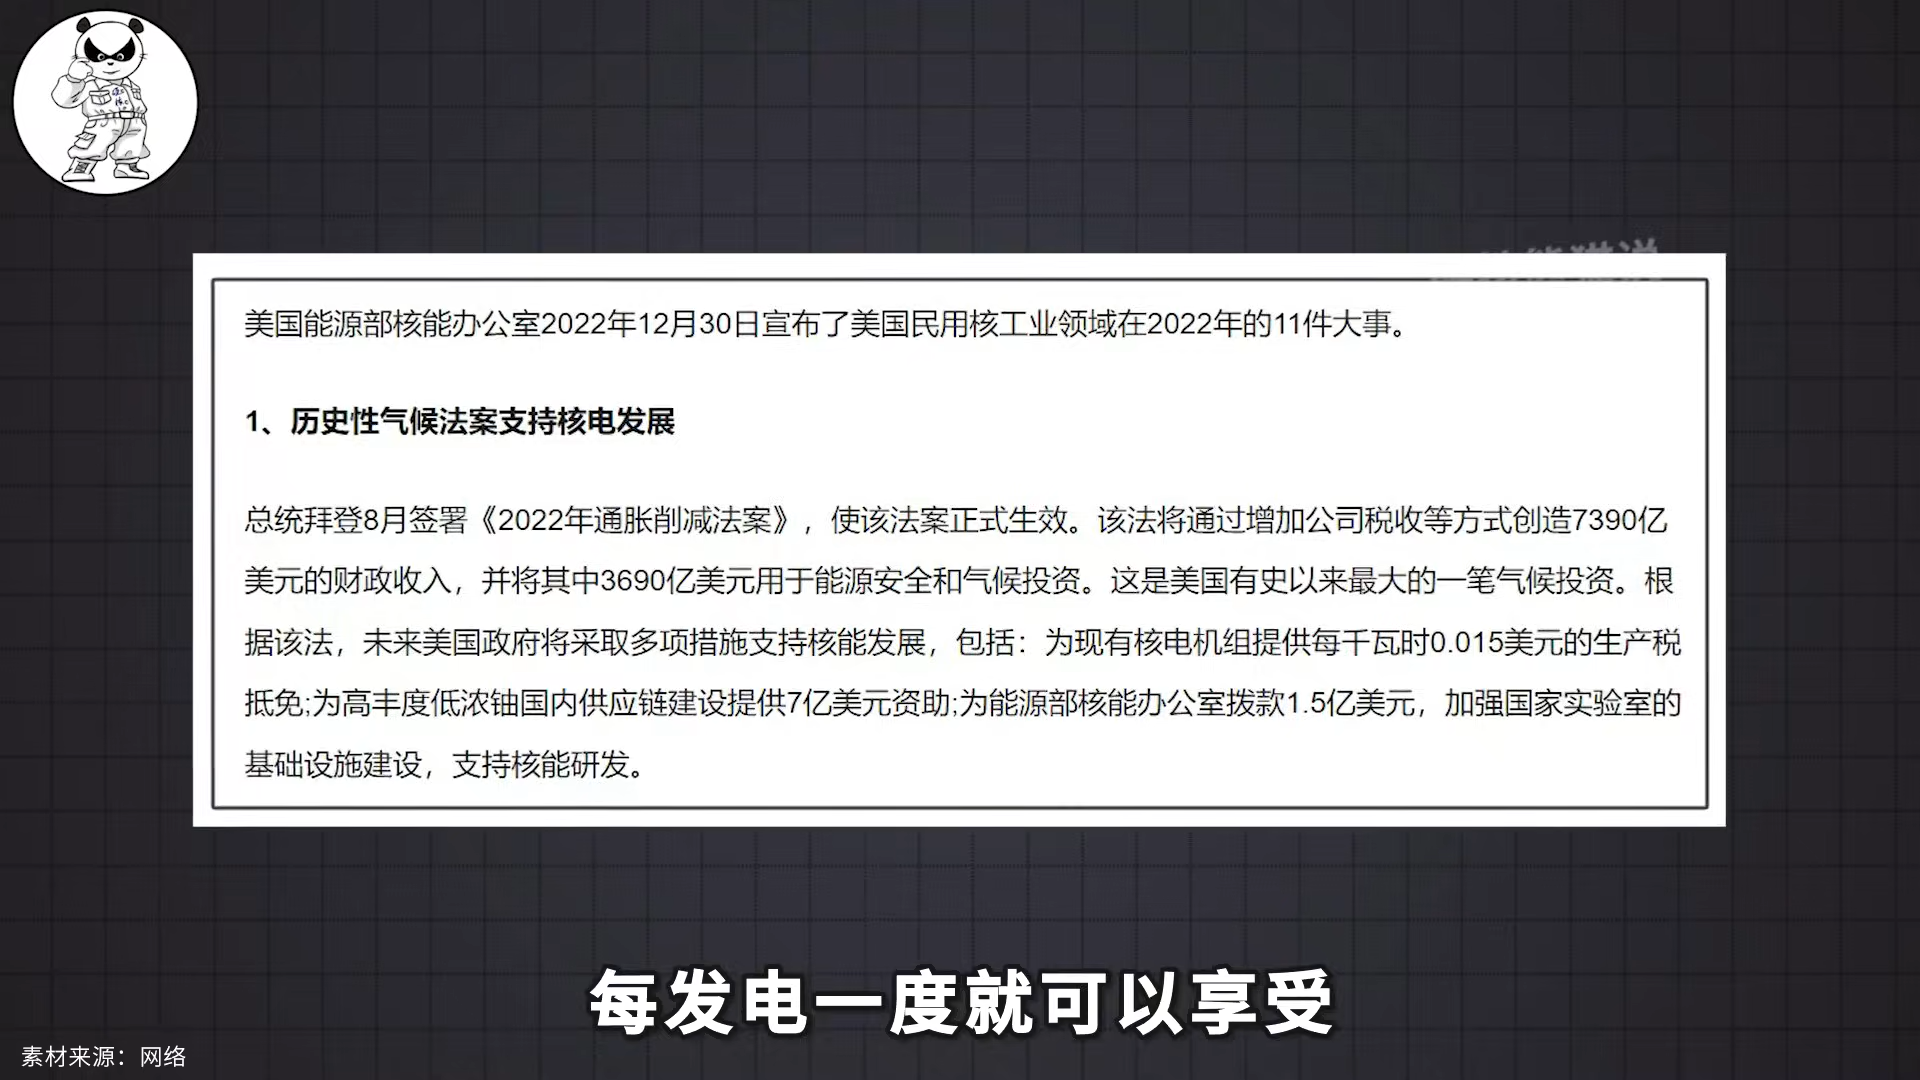 美国能源部核能办公室2022年12月30日宣布了美国民用核工业领域在2022年的11件大事。
1、历史性气候法案支持核电发展
总统拜登8月签署《2022年通胀削减法案》，使该法案正式生效。该法将通过增加公司税收等方式创造7390亿
美元的财政收入，并将其中3690亿美元用于能源安全和气候投资。这是美国有史以来最大的一笔气候投资。根
据该法，未来美国政府将采取多项措施支持核能发展，包括：为现有核电机组提供每千瓦时0.015美元的生产税
抵免;为高丰度低浓铀国内供应链建设提供7亿美元资助;为能源部核能办公室拨款1.5亿美元，加强国家实验室的
基础设施建设，支持核能研发。
每发电一度就可以享受
素材来源：网络